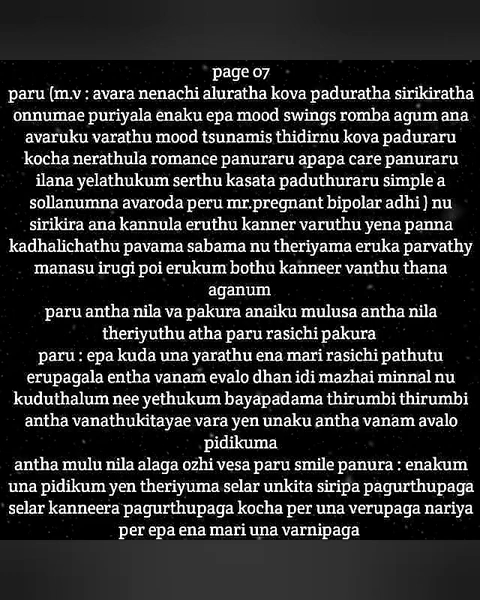 page 07
paru (m.v : avara nenachi aluratha kova paduratha sirikiratha
onnumae puriyala enaku epa mood swings romba agum ana
avaruku varathu mood tsunamis thidirnu kova paduraru
kocha nerathula romance panuraru apapa care panuraru
ilana yelathukum serthu kasata paduthuraru simple a
sollanumna avaroda peru mr.pregnant bipolar adhi ) nu
sirikira ana kannula eruthu kanner varuthu yena panna
kadhalichathu pavama sabama nu theriyama eruka parvathy
manasu irugi poi erukum bothu kanneer vanthu thana
aganum
paru antha nila va pakura anaiku mulusa antha nila
theriyuthu atha paru rasichi pakura
paru : epa kuda una yarathu ena mari rasichi pathutu
erupagala entha vanam evalo dhan idi mazhai minnal nu
kuduthalum nee yethukum bayapadama thirumbi thirumbi
antha vanathukitayae vara yen unaku antha vanam avalo
pidikuma
antha mulu nila alaga ozhi vesa paru smile panura : enakum
una pidikum yen theriyuma selar unkita siripa pagurthupaga
selar kanneera pagurthupaga kocha per una verupaga nariya
per epa ena mari una varnipaga